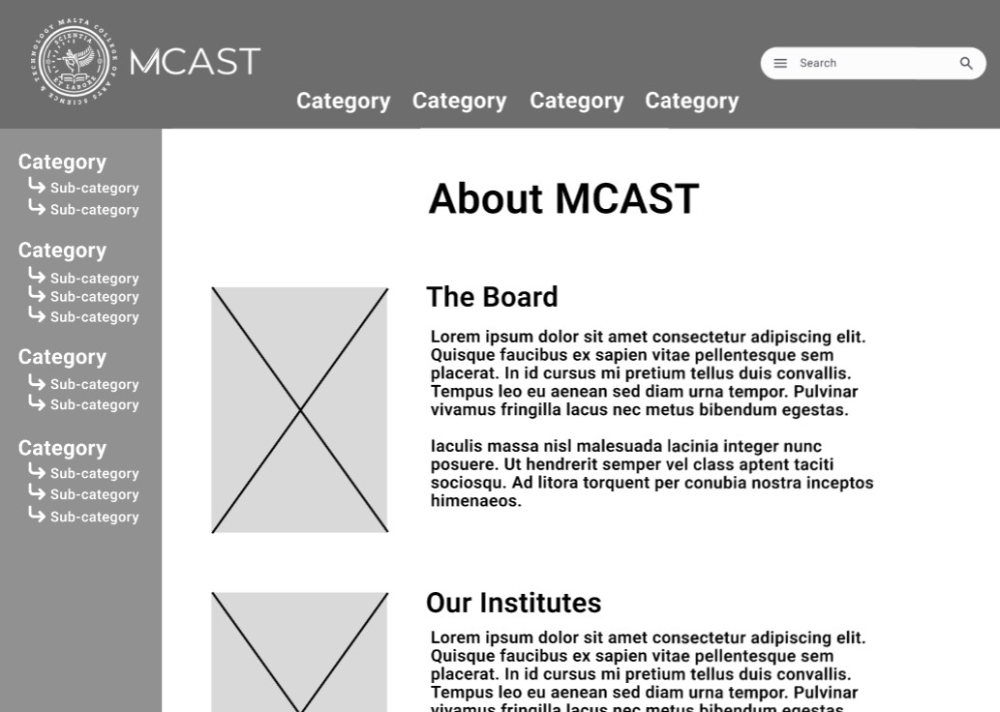 MALTA COLLEGE OF ARTS SCIENCE & TECHNOLOGY
SCIENTIA
ET LABORE
MCAST
Search
Category Category Category Category
Category
Sub-category
Sub-category
Category
Sub-category
Sub-category
Sub-category
Category
Sub-category
Sub-category
Category
Sub-category
Sub-category
Sub-category
About MCAST
The Board
Lorem ipsum dolor sit amet consectetur adipiscing elit.
Quisque faucibus ex sapien vitae pellentesque sem
placerat. In id cursus mi pretium tellus duis convallis.
Tempus leo eu aenean sed diam urna tempor. Pulvinar
vivamus fringilla lacus nec metus bibendum egestas.
Iaculis massa nisl malesuada lacinia integer nunc
posuere. Ut hendrerit semper vel class aptent taciti
sociosqu. Ad litora torquent per conubia nostra inceptos
himenaeos.
Our Institutes
Lorem ipsum dolor sit amet consectetur adipiscing elit.
Quisque faucibus ex sapien vitae pellentesque sem
placerat. In id cursus mi pretium tellus duis convallis.
Tempus leo eu aenean sed diam urna tempor. Pulvinar
vivamus fringilla lacus nec metus bibendum egestas.